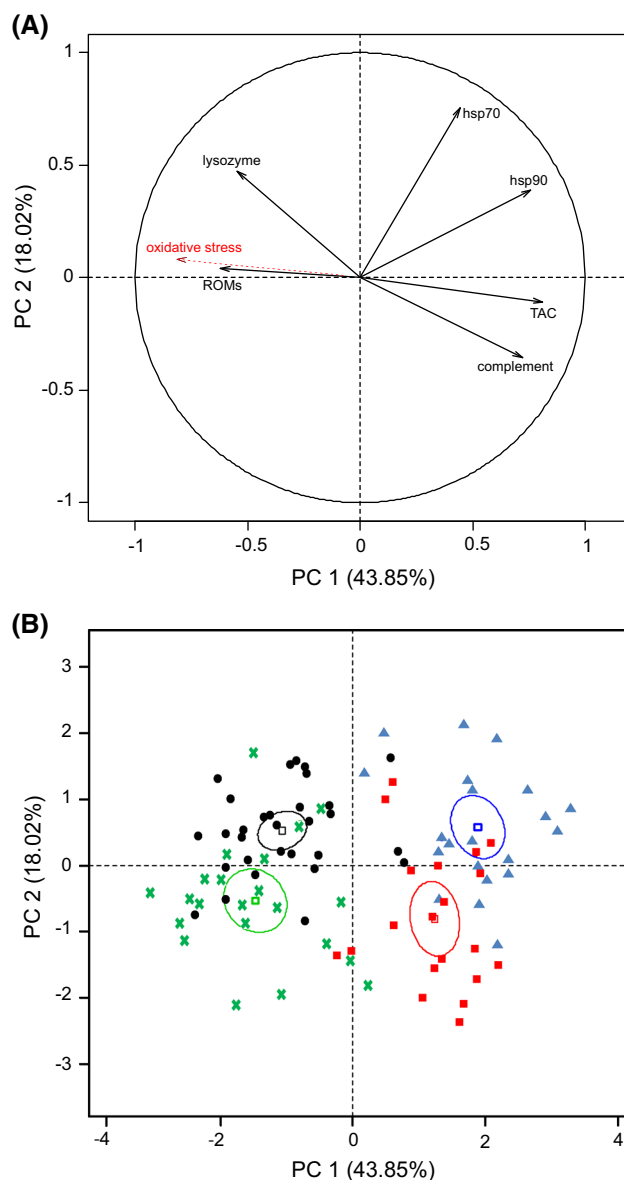 (A)
1
0.5
0
-0.5
-1
PC 2 (18.02%)
hsp70
lysozyme
hsp90
oxidative stress
ROMs
TAC
complement
-1 -0.5 0 0.5 1
PC 1 (43.85%)
(B)
3
2
1
0
-1
-2
-3
PC 2 (18.02%)
-4 -2 0 2 4
PC 1 (43.85%)